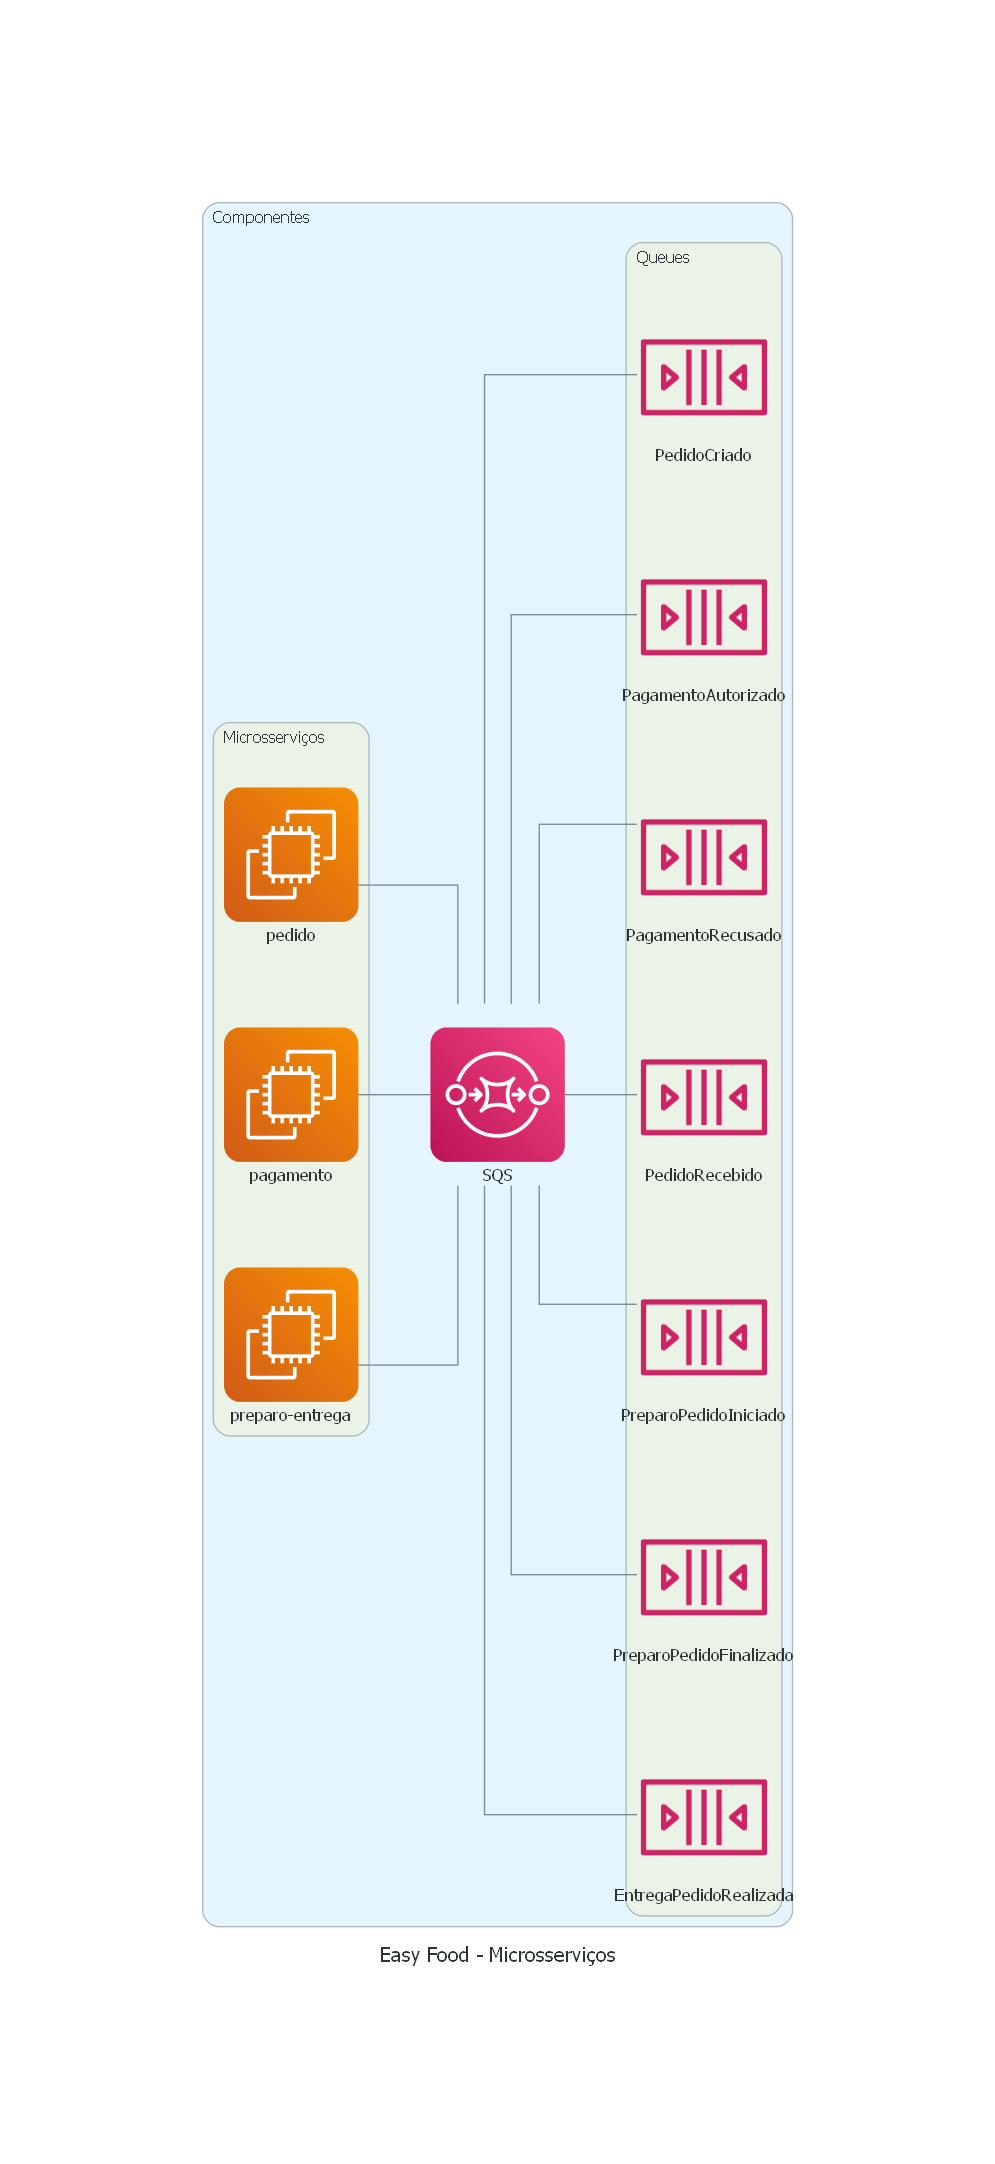 Componentes
Queues
PedidoCriado
PagamentoAutorizado
Microsserviços
pedido
PagamentoRecusado
pagamento
SQS
PedidoRecebido
preparo-entrega
PreparoPedidoIniciado
PreparoPedidoFinalizado
EntregaPedidoRealizada
Easy Food - Microsserviços